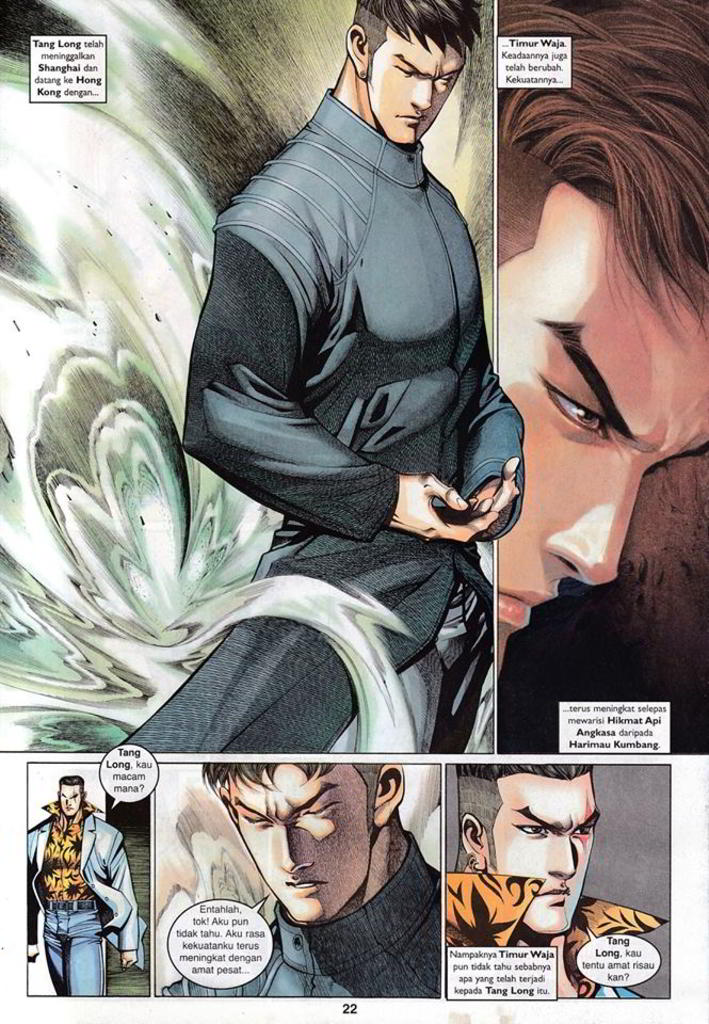 Tang Long telah
meninggalkan
Shanghai dan
datang ke Hong
Kong dengan...
...Timur Waja.
Keadaannya juga
telah berubah.
Kekuatannya...
...terus meningkat selepas
mewarisi Hikmat Api
Angkasa daripada
Harimau Kumbang.
Tang
Long, kau
macam
mana?
Entahlah,
tok! Aku pun
tidak tahu. Aku rasa
kekuatanku terus
meningkat dengan
amat pesat...
Nampaknya Timur Waja
pun tidak tahu sebabnya
apa yang telah terjadi
kepada Tang Long itu.
Tang
Long, kau
tentu amat risau
kan?
22